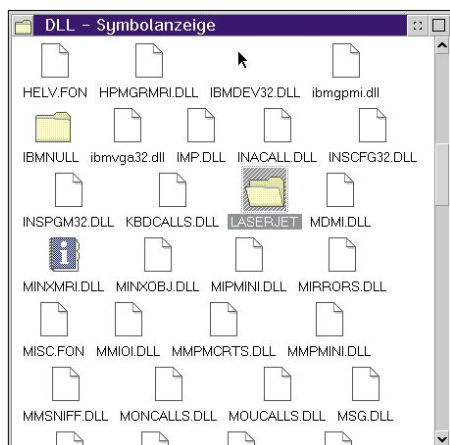 DLL – Symbolanzeige
HELV.FON HPMGRMRI.DLL IBMDEV32.DLL ibmgpmi.dll
IBMNULL ibmvga32.dll IMP.DLL INACALL.DLL INSCFG32.DLL
INSPGM32.DLL KBDCALLS.DLL LASERJET MDMI.DLL
MINXMRI.DLL MINXOBJ.DLL MIPMINI.DLL MIRRORS.DLL
MISC.FON MMIOI.DLL MMPMCRTS.DLL MMPMINI.DLL
MMSNIFF.DLL MONCALLS.DLL MOUCALLS.DLL MSG.DLL